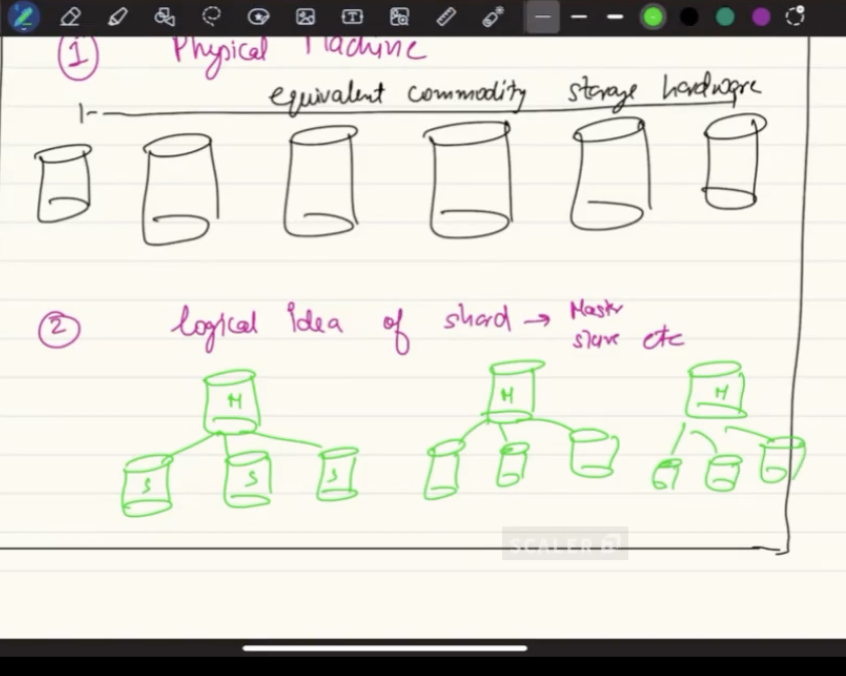 1 Physical Machine
equivalent commodity storage hardware
2 logical idea of shard → Master
slave etc
M M M
S S S
SCALER